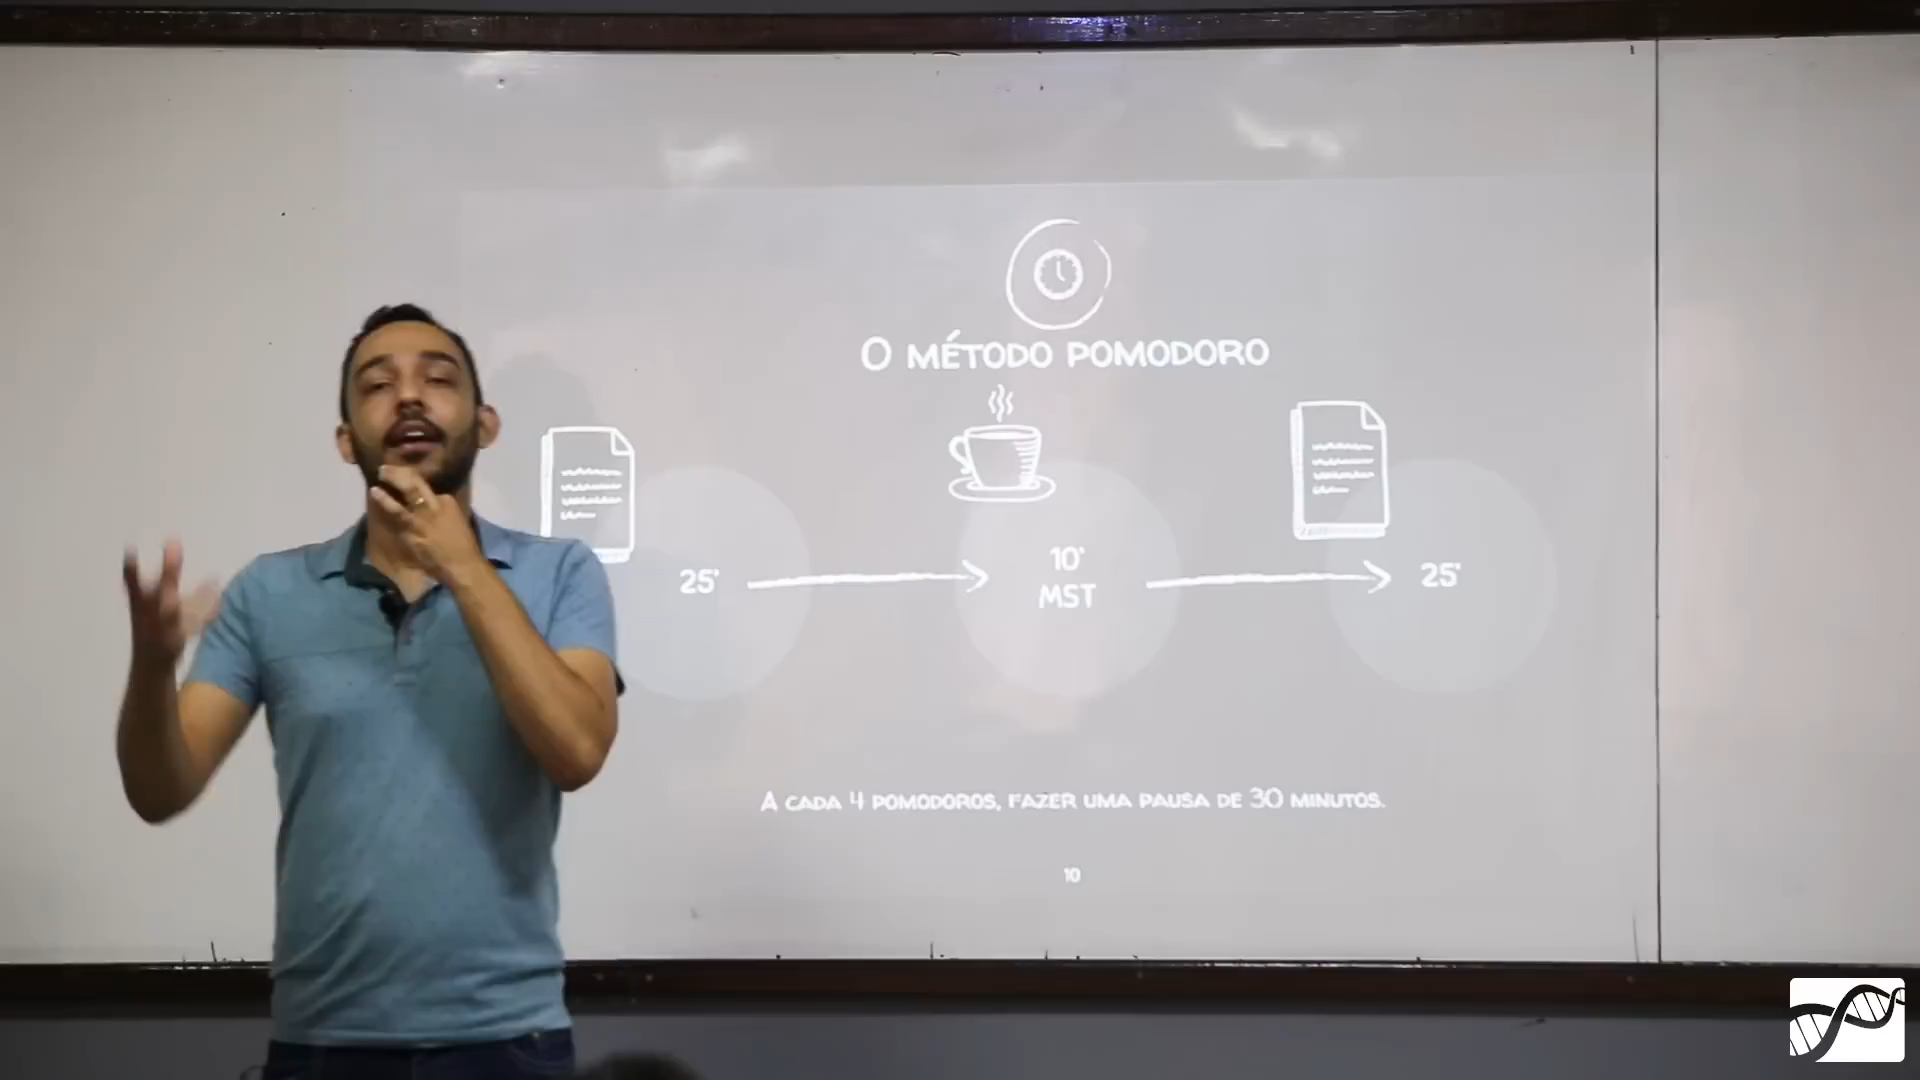 O MÉTODO POMODORO
25'
10'
MST
25'
A CADA 4 POMODOROS, FAZER UMA PAUSA DE 30 MINUTOS.
10